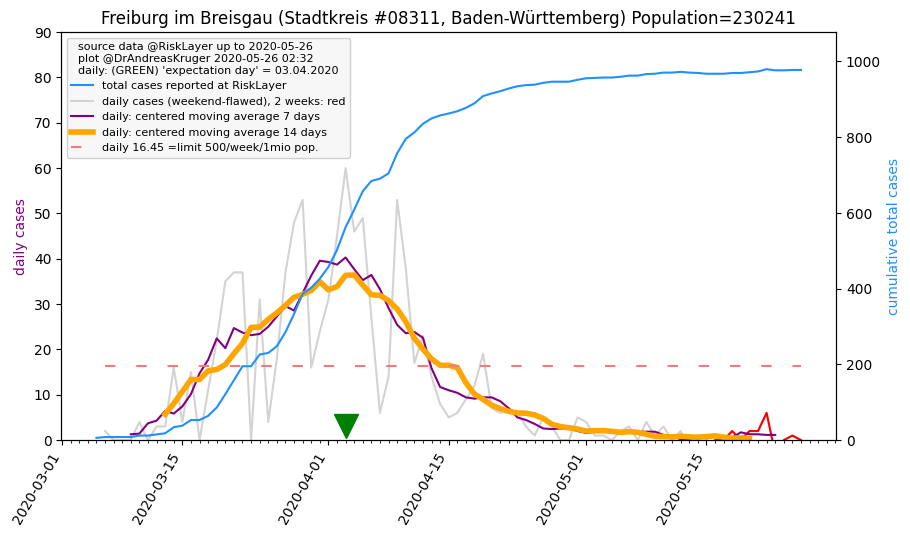 Freiburg im Breisgau (Stadtkreis #08311, Baden-Württemberg) Population=230241
source data @RiskLayer up to 2020-05-26
plot @DrAndreasKruger 2020-05-26 02:32
daily: (GREEN) 'expectation day' = 03.04.2020
total cases reported at RiskLayer
daily cases (weekend-flawed), 2 weeks: red
daily: centered moving average 7 days
daily: centered moving average 14 days
daily 16.45 =limit 500/week/1mio pop.
daily cases
90
80
70
60
50
40
30
20
10
0
cumulative total cases
1000
800
600
400
200
0
2020-03-01
2020-03-15
2020-04-01
2020-04-15
2020-05-01
2020-05-15